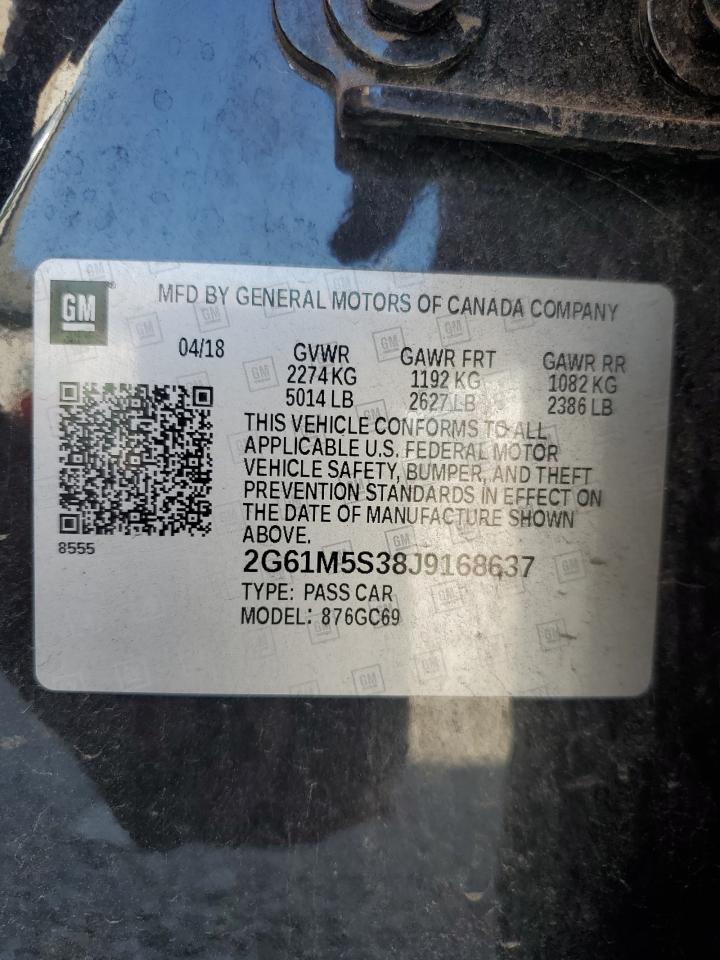 GM
MFD BY GENERAL MOTORS OF CANADA COMPANY
04/18
GVWR GAWR FRT GAWR RR
2274 KG 1192 KG 1082 KG
5014 LB 2627 LB 2386 LB
THIS VEHICLE CONFORMS TO ALL
APPLICABLE U.S. FEDERAL MOTOR
VEHICLE SAFETY, BUMPER, AND THEFT
PREVENTION STANDARDS IN EFFECT ON
THE DATE OF MANUFACTURE SHOWN
ABOVE.
8555
2G61M5S38J9168637
TYPE: PASS CAR
MODEL: 876GC69